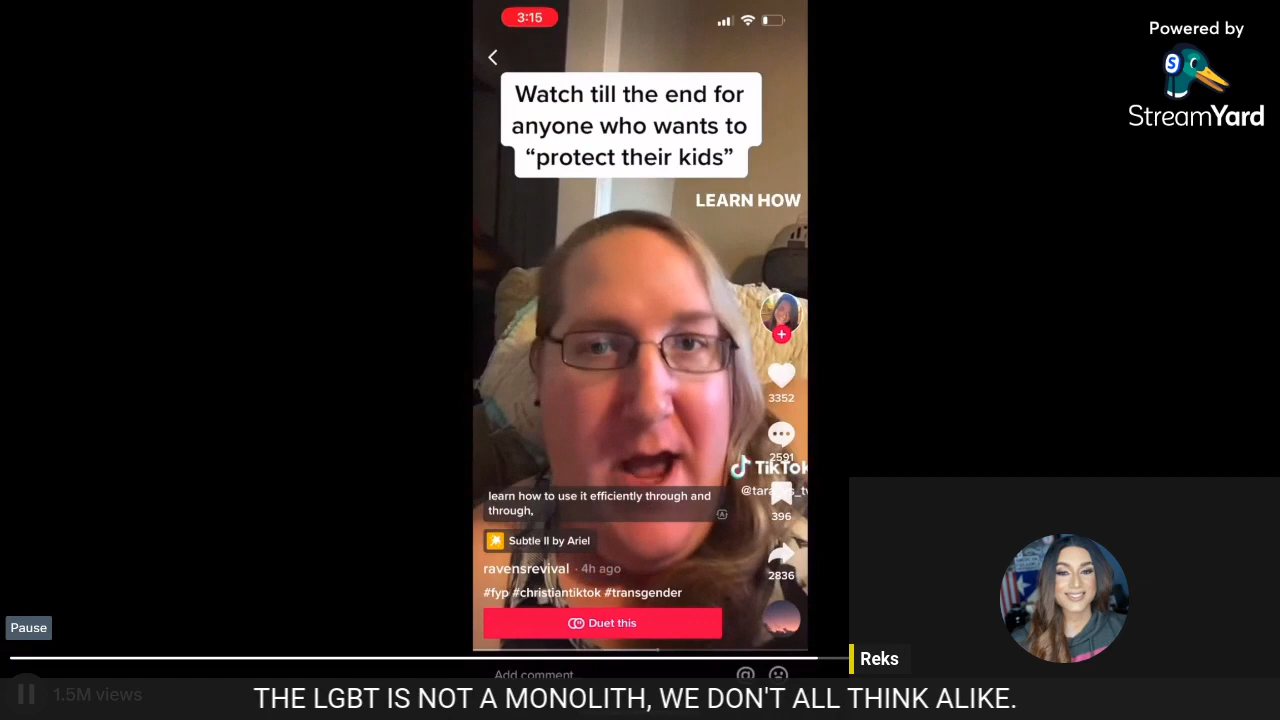 3:15
Powered by
StreamYard
S
Watch till the end for
anyone who wants to
“protect their kids”
LEARN HOW
3352
2591
TikTok
396
learn how to use it efficiently through and
through,
Subtle II by Ariel
ravensrevival · 4h ago
2836
#fyp #christiantiktok #transgender
Duet this
Pause
Reks
Add comment
1.5M views
THE LGBT IS NOT A MONOLITH, WE DON'T ALL THINK ALIKE.